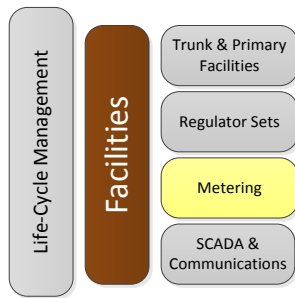 Life-Cycle Management
Facilities
Trunk & Primary
Facilities
Regulator Sets
Metering
SCADA &
Communications